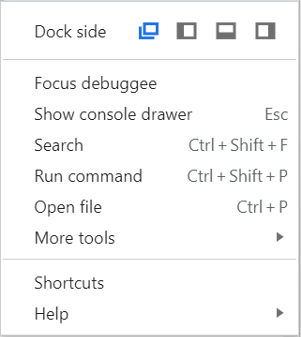 Dock side
Focus debuggee
Show console drawer Esc
Search Ctrl + Shift + F
Run command Ctrl + Shift + P
Open file Ctrl + P
More tools
Shortcuts
Help